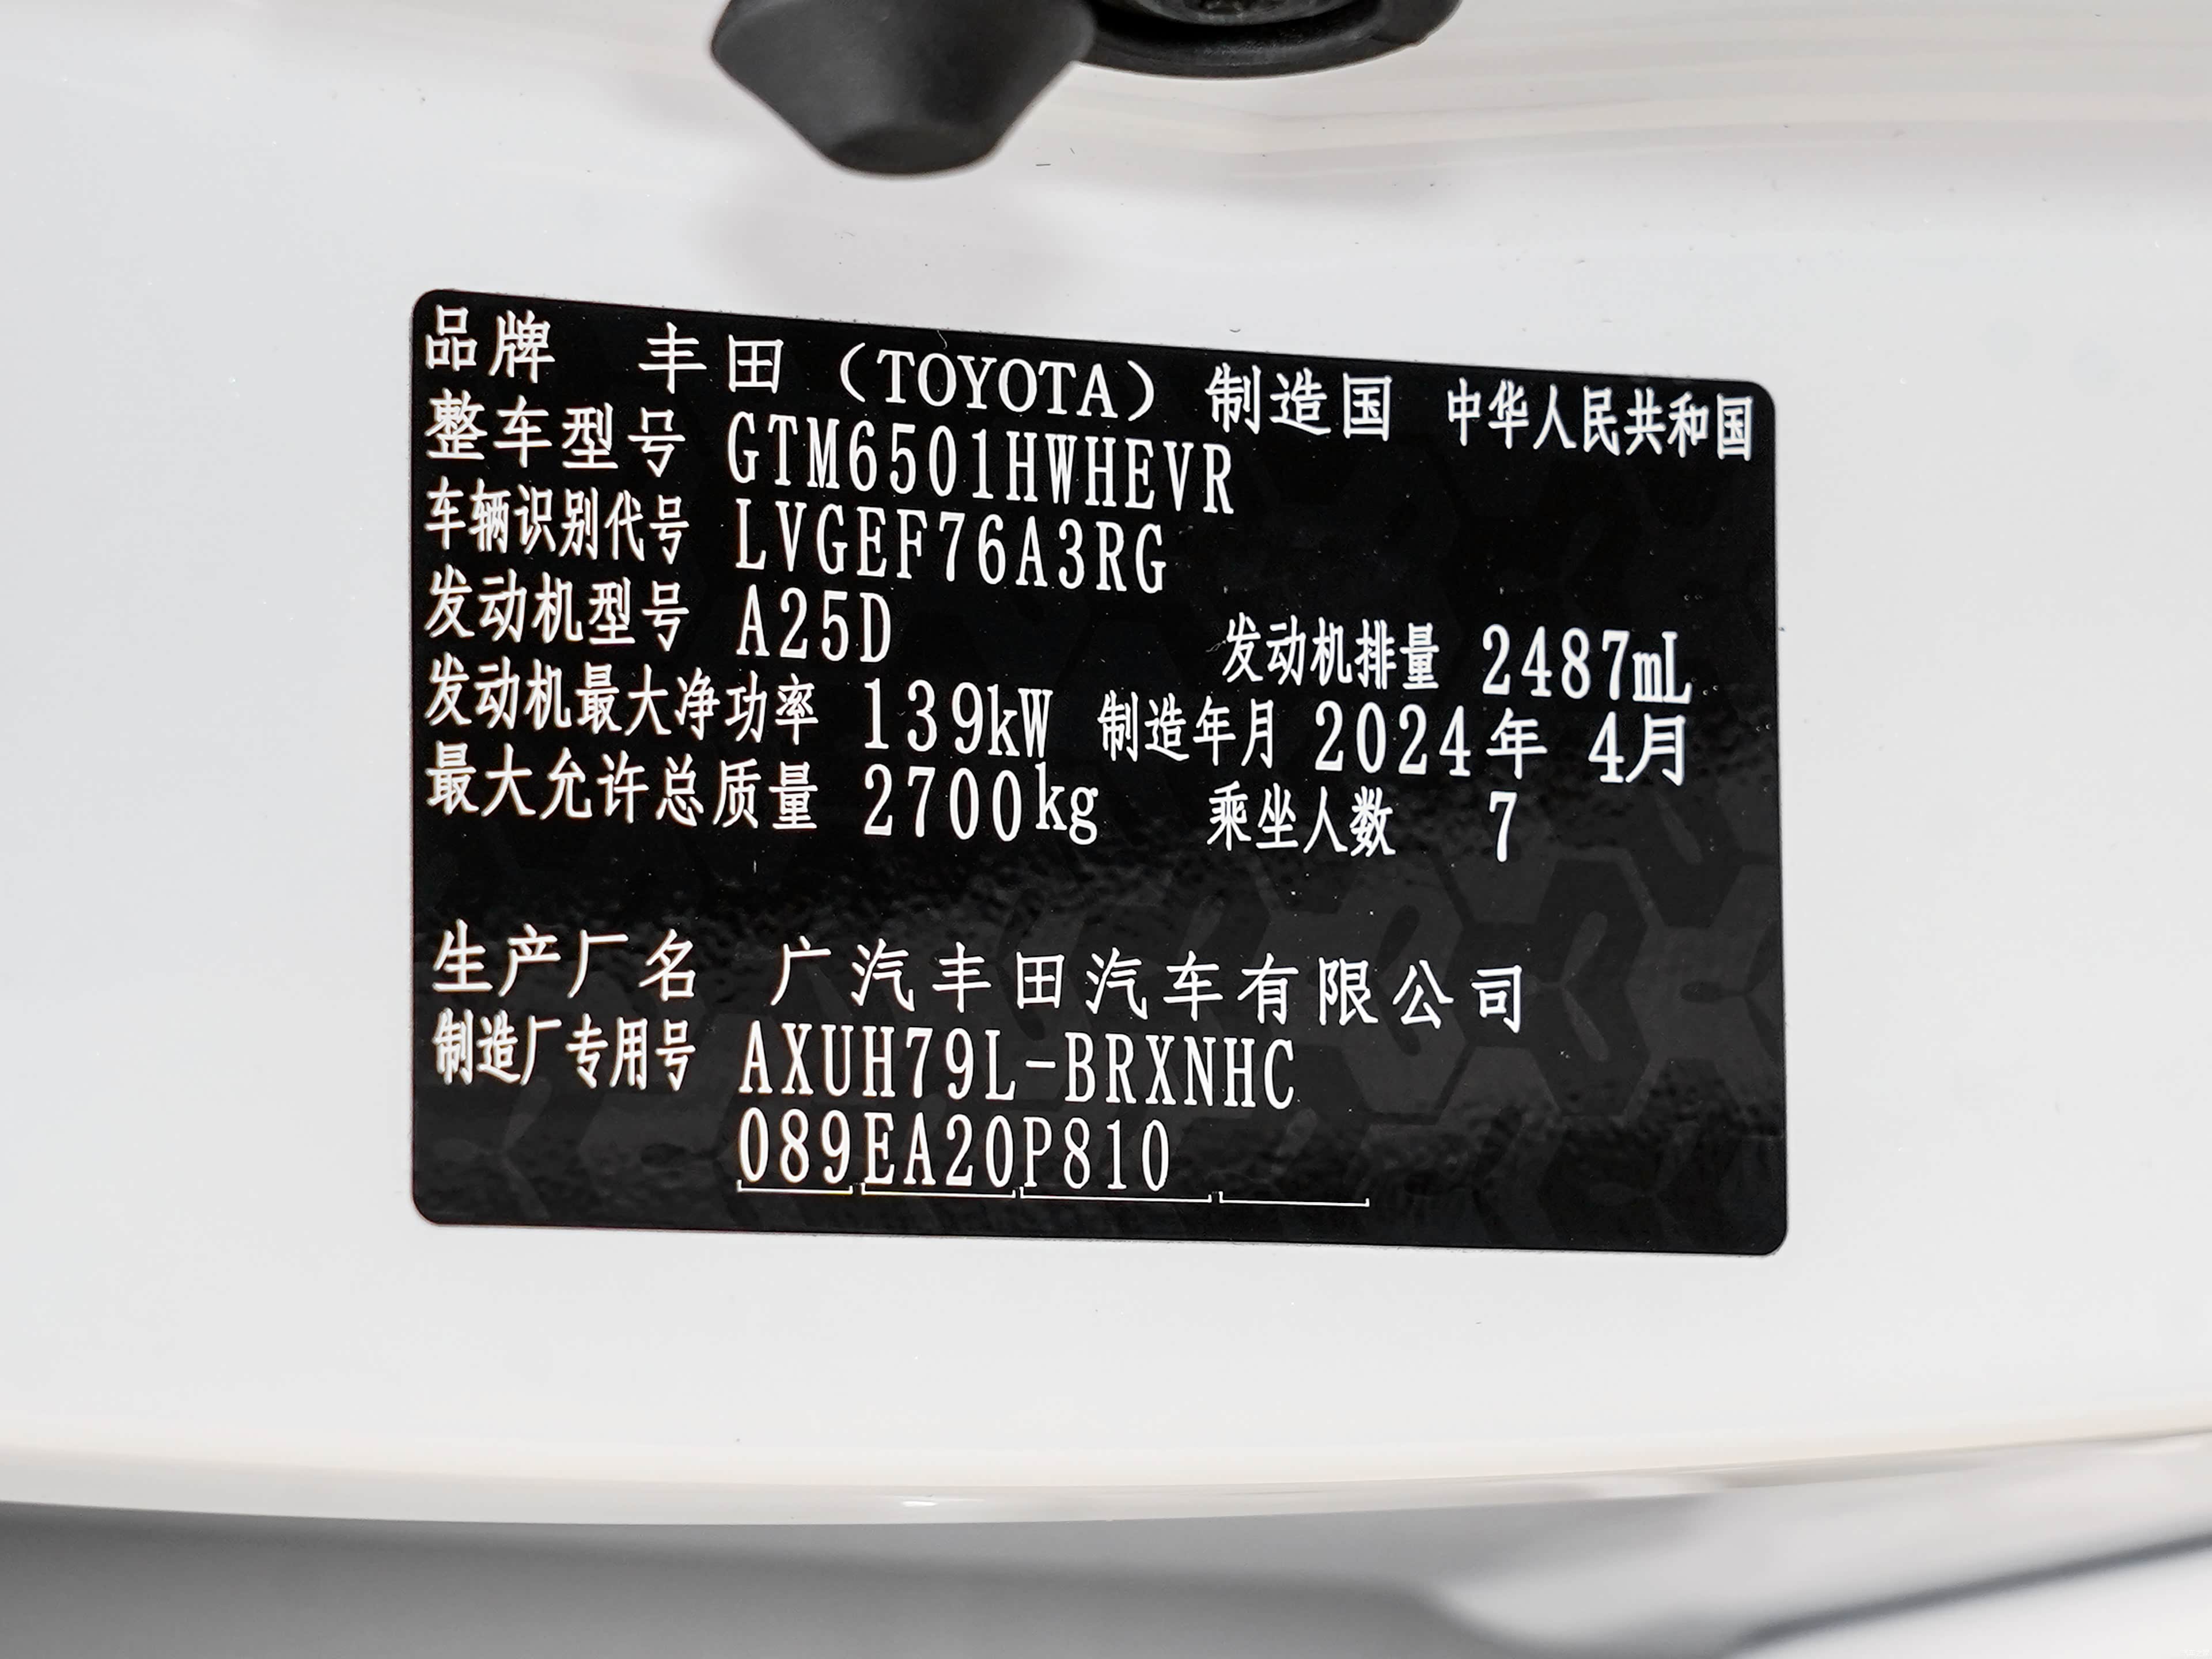 品牌 丰田（TOYOTA） 制造国 中华人民共和国
整车型号 GTM6501HWHEVR
车辆识别代号 LVGEF76A3RG
发动机型号 A25D 发动机排量 2487mL
发动机最大净功率 139kW 制造年月 2024年 4月
最大允许总质量 2700kg 乘坐人数 7
生产厂名 广汽丰田汽车有限公司
制造厂专用号 AXUH79L-BRXNHC
089EA20P810